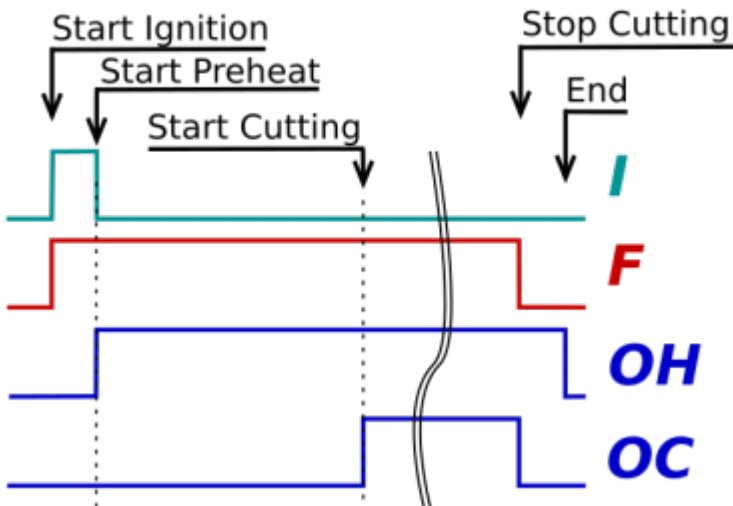 Start Ignition
Stop Cutting
Start Preheat
End
Start Cutting
I
F
OH
OC